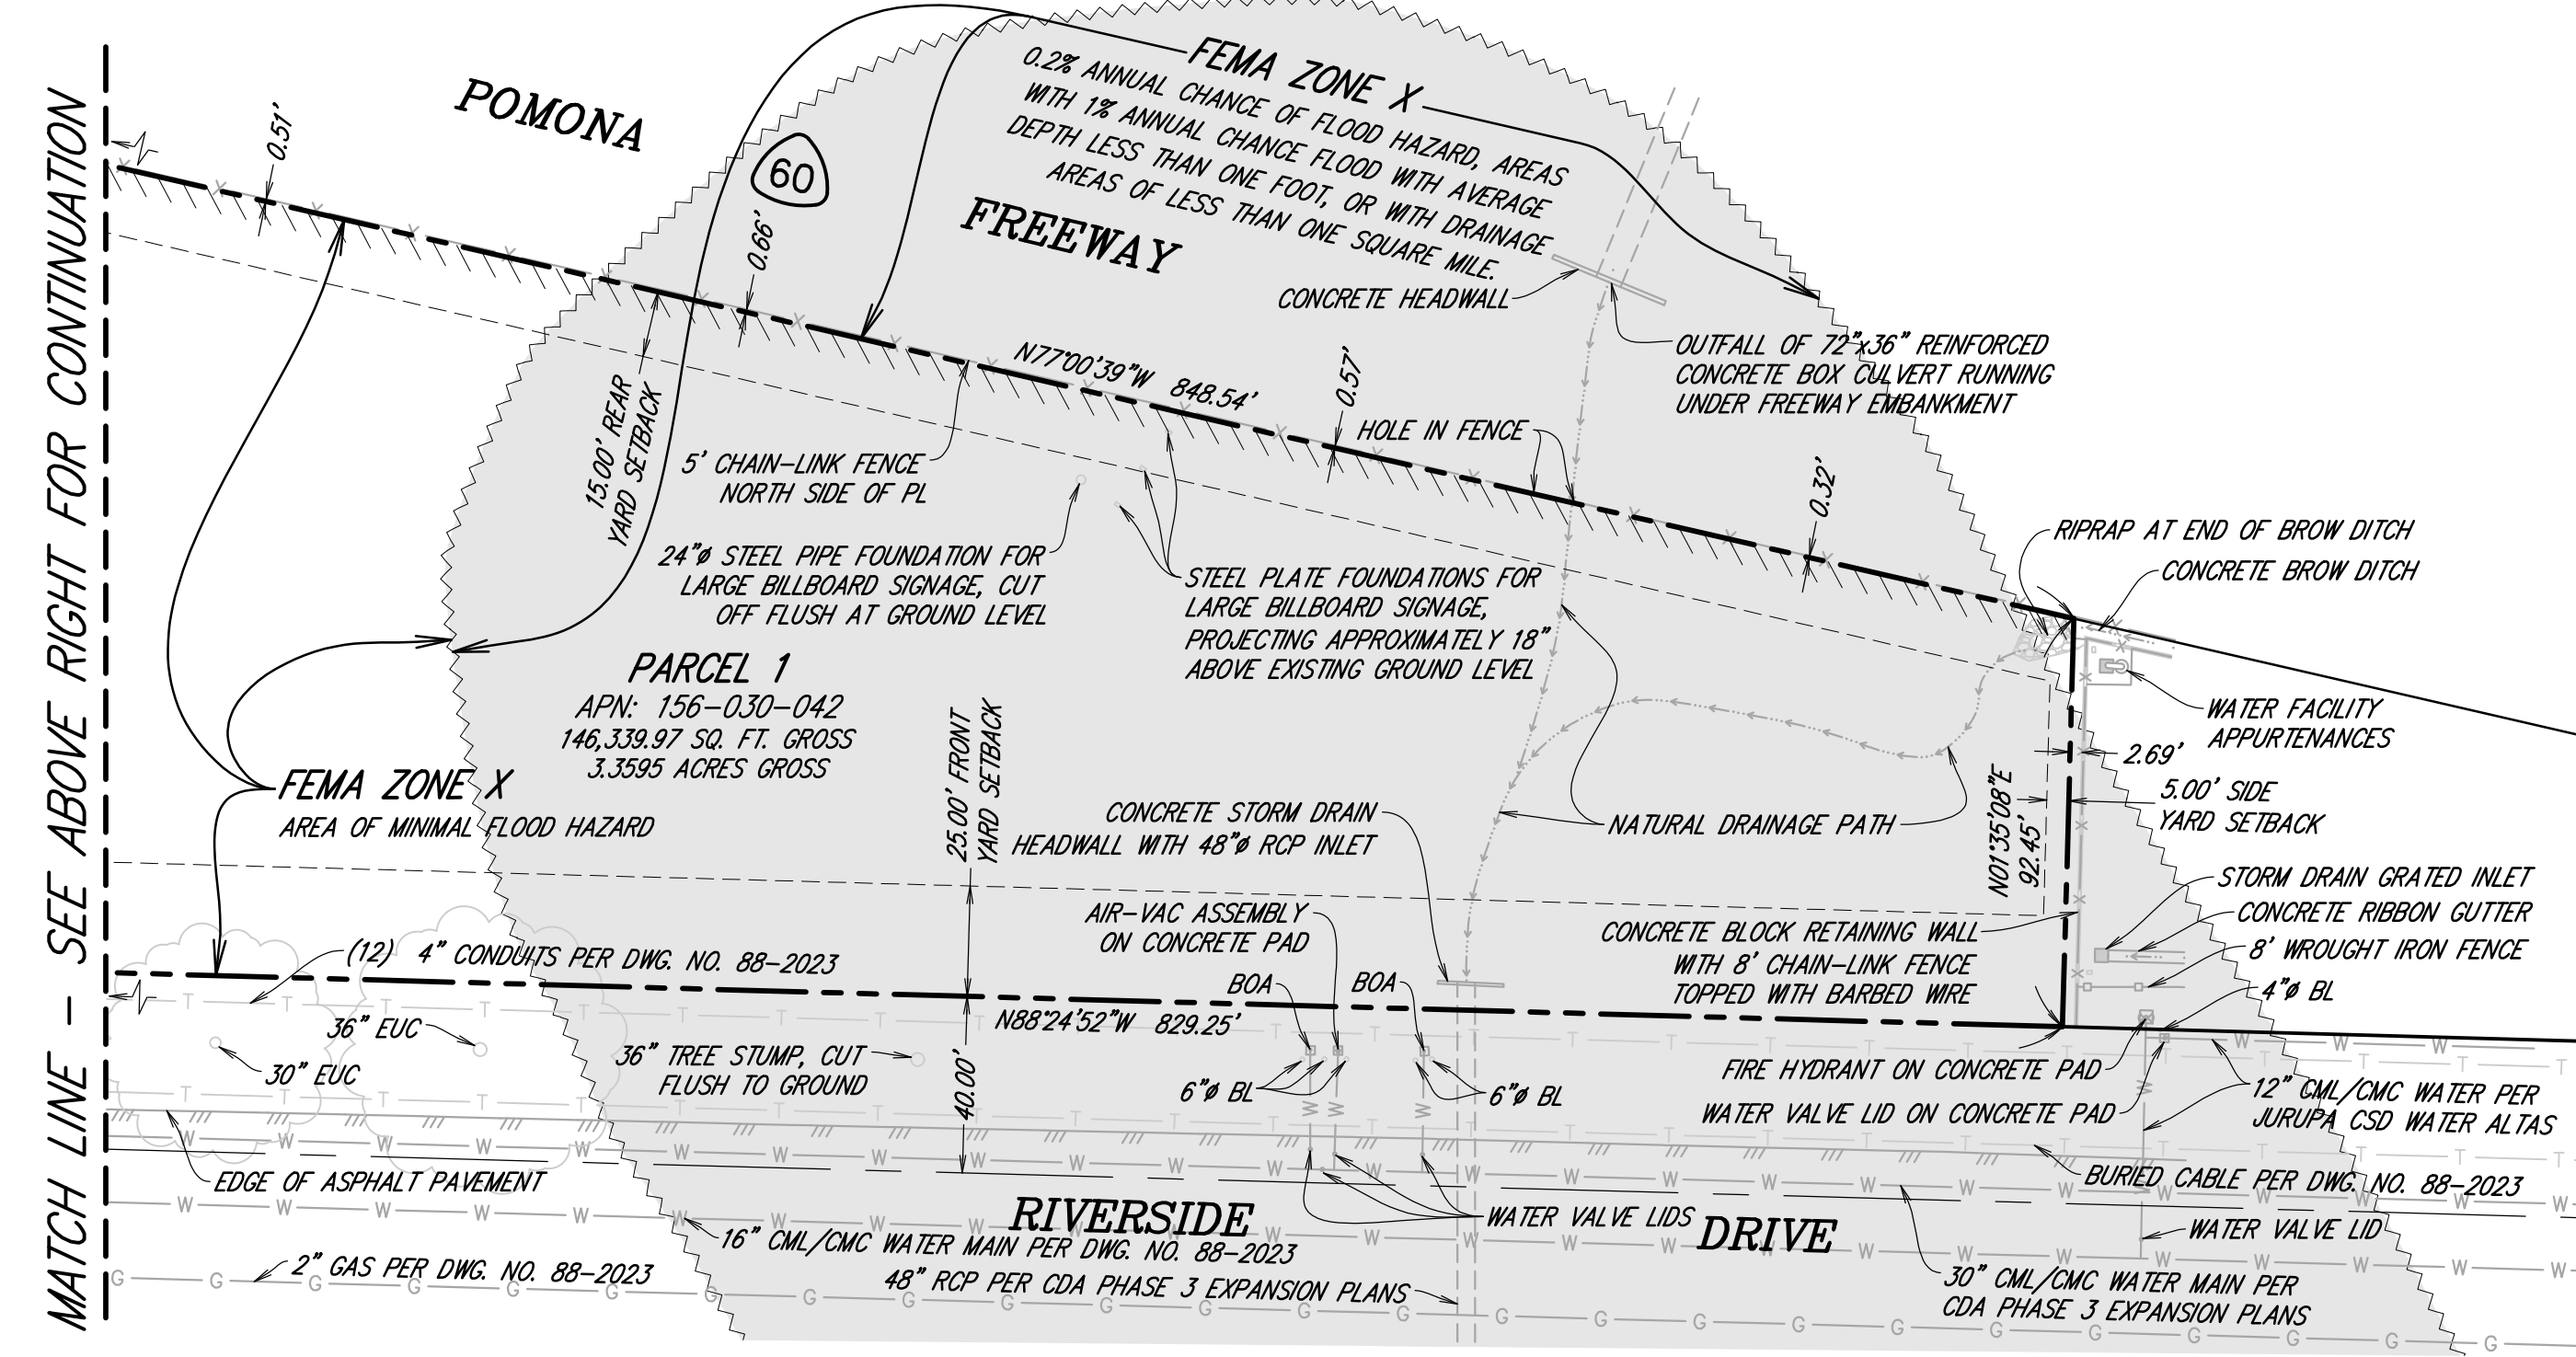 MATCH LINE - SEE ABOVE RIGHT FOR CONTINUATION
POMONA
60
FREEWAY
0.51'
0.66'
0.57'
0.32'
FEMA ZONE X
0.2% ANNUAL CHANCE OF FLOOD HAZARD, AREAS
WITH 1% ANNUAL CHANCE FLOOD WITH AVERAGE
DEPTH LESS THAN ONE FOOT, OR WITH DRAINAGE
AREAS OF LESS THAN ONE SQUARE MILE.
CONCRETE HEADWALL
OUTFALL OF 72"x36" REINFORCED
CONCRETE BOX CULVERT RUNNING
UNDER FREEWAY EMBANKMENT
N77°00'39"W 848.54'
HOLE IN FENCE
15.00' REAR
YARD SETBACK
5' CHAIN-LINK FENCE
NORTH SIDE OF PL
24"ø STEEL PIPE FOUNDATION FOR
LARGE BILLBOARD SIGNAGE, CUT
OFF FLUSH AT GROUND LEVEL
STEEL PLATE FOUNDATIONS FOR
LARGE BILLBOARD SIGNAGE,
PROJECTING APPROXIMATELY 18"
ABOVE EXISTING GROUND LEVEL
RIPRAP AT END OF BROW DITCH
CONCRETE BROW DITCH
PARCEL 1
APN: 156-030-042
146,339.97 SQ. FT. GROSS
3.3595 ACRES GROSS
WATER FACILITY
APPURTENANCES
2.69'
5.00' SIDE
YARD SETBACK
N01°35'08"E
92.45'
FEMA ZONE X
AREA OF MINIMAL FLOOD HAZARD
25.00' FRONT
YARD SETBACK
CONCRETE STORM DRAIN
HEADWALL WITH 48"ø RCP INLET
NATURAL DRAINAGE PATH
STORM DRAIN GRATED INLET
CONCRETE RIBBON GUTTER
8' WROUGHT IRON FENCE
4"ø BL
AIR-VAC ASSEMBLY
ON CONCRETE PAD
CONCRETE BLOCK RETAINING WALL
WITH 8' CHAIN-LINK FENCE
TOPPED WITH BARBED WIRE
(12) 4" CONDUITS PER DWG. NO. 88-2023
BOA
BOA
N88°24'52"W 829.25'
36" EUC
30" EUC
36" TREE STUMP, CUT
FLUSH TO GROUND
40.00'
6"ø BL
6"ø BL
FIRE HYDRANT ON CONCRETE PAD
WATER VALVE LID ON CONCRETE PAD
12" CML/CMC WATER PER
JURUPA CSD WATER ALTAS
EDGE OF ASPHALT PAVEMENT
BURIED CABLE PER DWG. NO. 88-2023
RIVERSIDE
DRIVE
WATER VALVE LIDS
WATER VALVE LID
16" CML/CMC WATER MAIN PER DWG. NO. 88-2023
2" GAS PER DWG. NO. 88-2023
48" RCP PER CDA PHASE 3 EXPANSION PLANS
30" CML/CMC WATER MAIN PER
CDA PHASE 3 EXPANSION PLANS